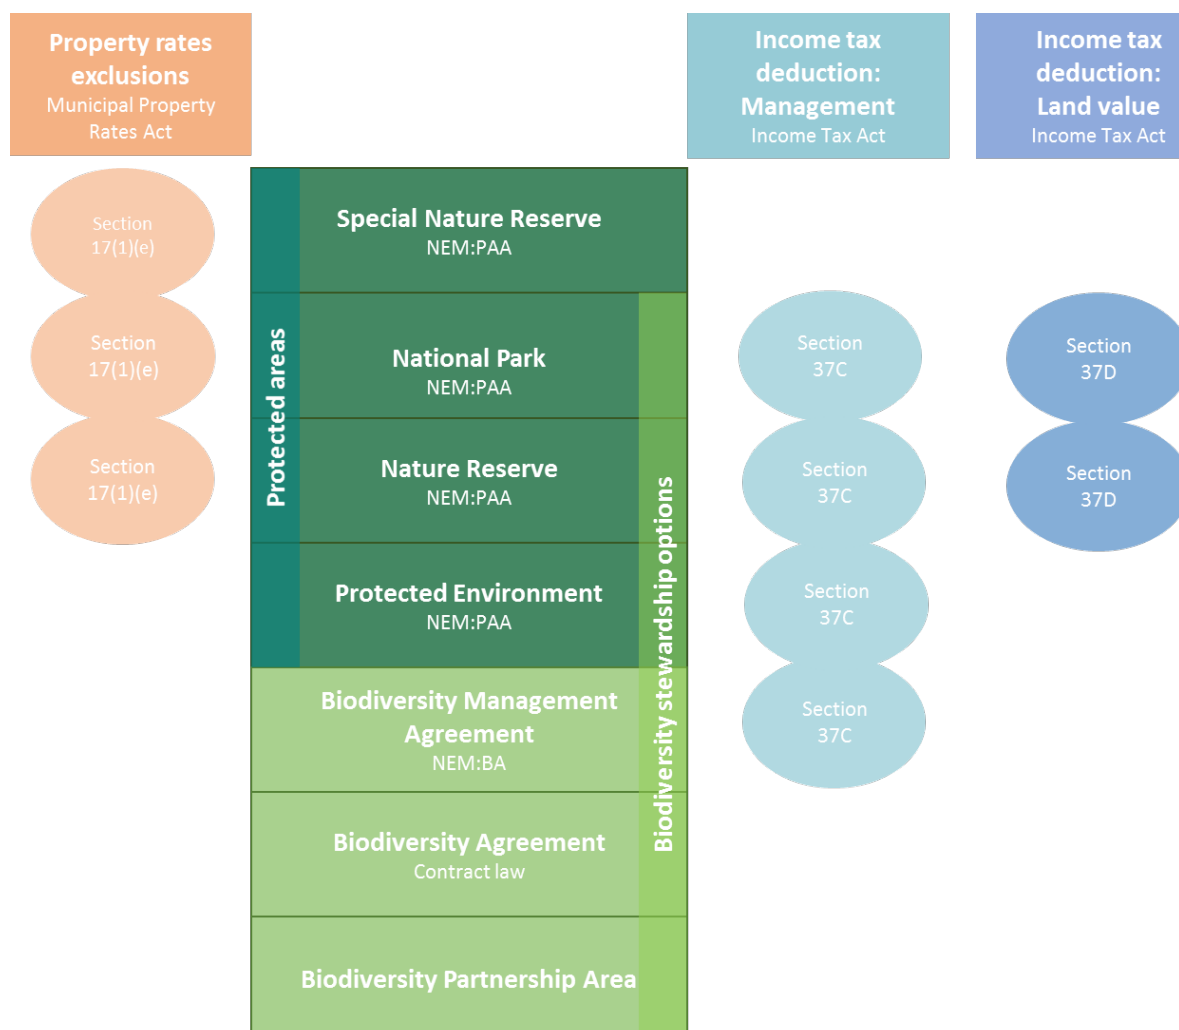 Property rates
exclusions
Municipal Property
Rates Act
Income tax
deduction:
Management
Income Tax Act
Income tax
deduction:
Land value
Income Tax Act
Section
17(1)(e)
Section
17(1)(e)
Section
17(1)(e)
Protected areas
Special Nature Reserve
NEM:PAA
National Park
NEM:PAA
Nature Reserve
NEM:PAA
Protected Environment
NEM:PAA
Biodiversity Management
Agreement
NEM:BA
Biodiversity Agreement
Contract law
Biodiversity Partnership Area
Biodiversity stewardship options
Section
37C
Section
37C
Section
37C
Section
37C
Section
37D
Section
37D